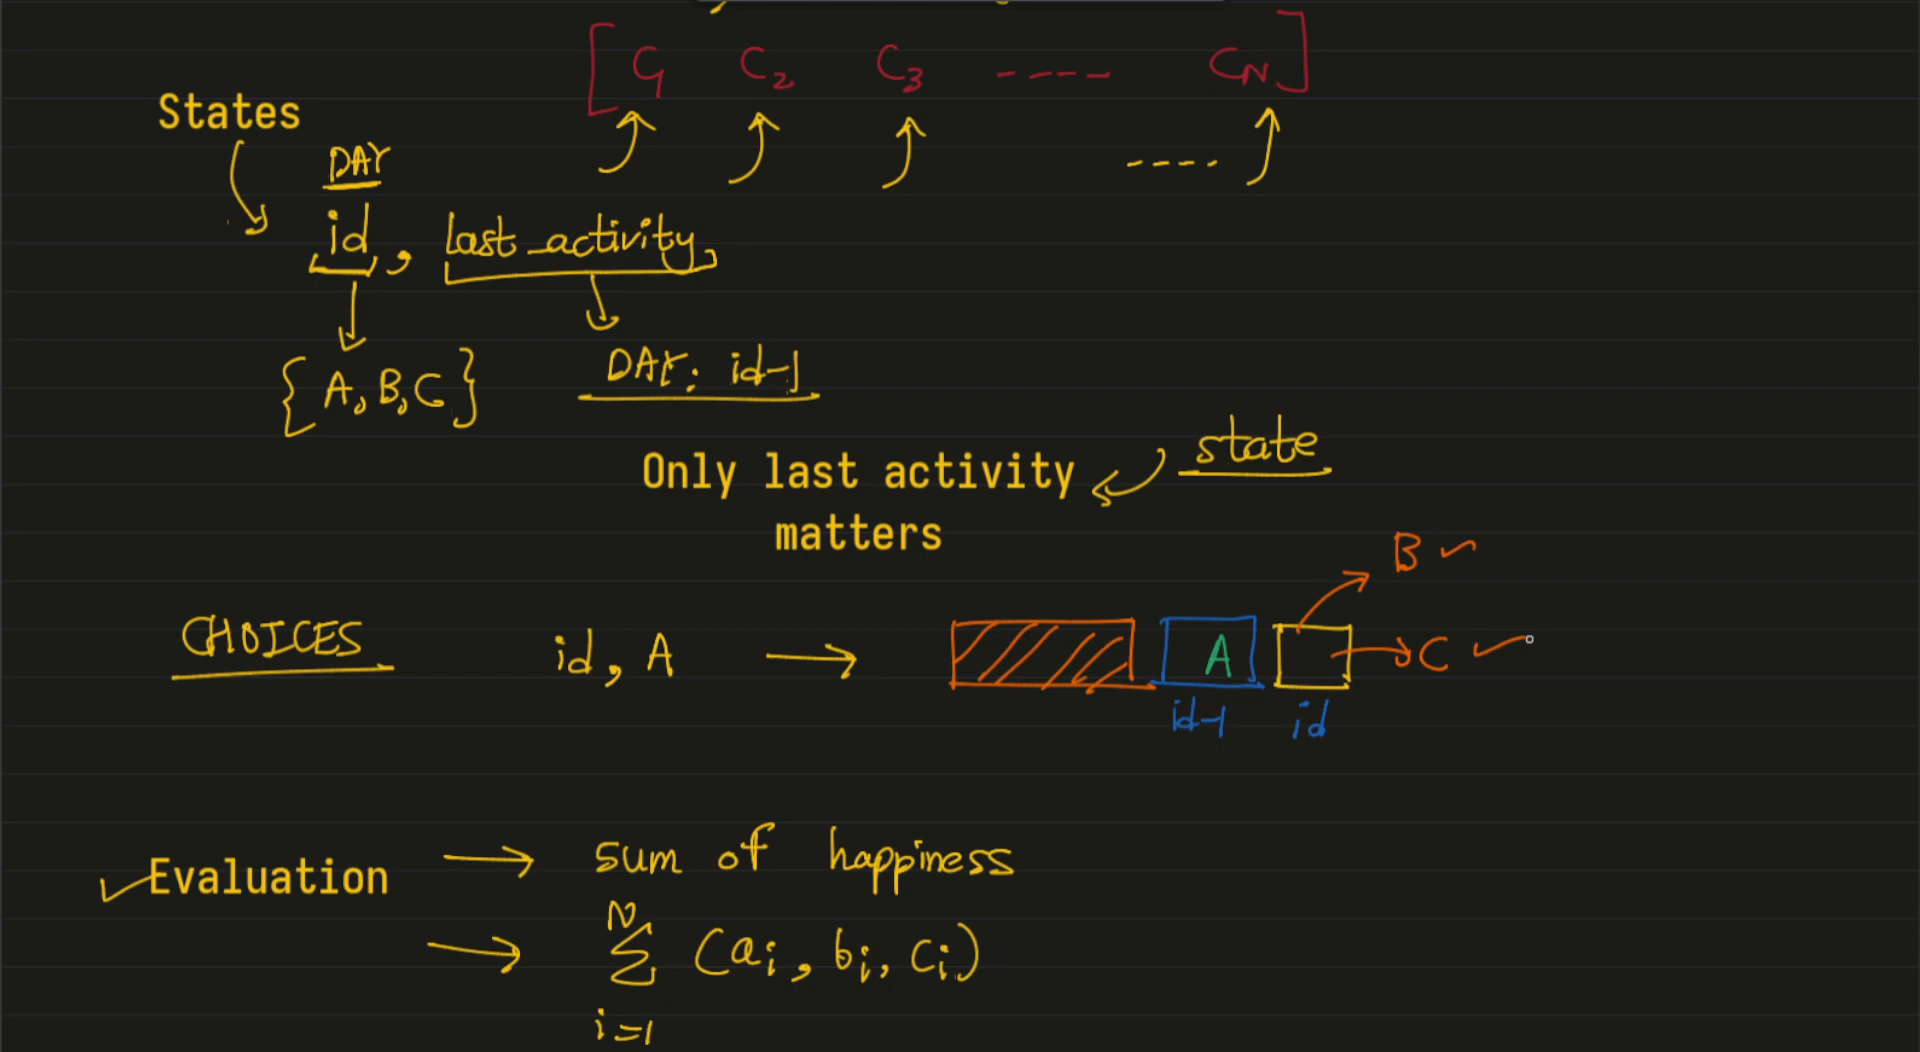 [ C1 C2 C3 ---- CN ]
States
DAY
----
id, last_activity
{A, B, C}
DAY: id-1
state
Only last activity
matters
B ✓
CHOICES
id, A → A → C ✓
id-1 id
✓ Evaluation → sum of happiness
→ N
∑ (ai, bi, ci)
i=1